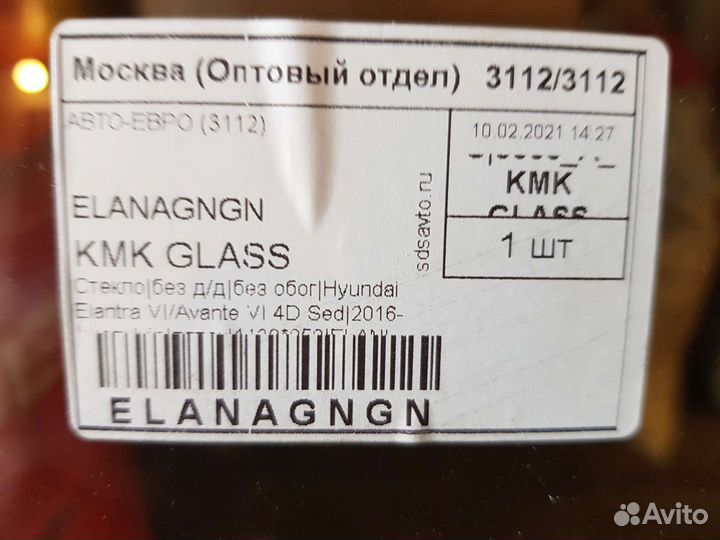 Москва (Оптовый отдел) 3112/3112
АВТО-ЕВРО (3112)
10.02.2021 14:27
KMK
GLASS
1 шт
sdsavto.ru
ELANAGNGN
KMK GLASS
Стекло|без д/д|без обог|Hyundai
Elantra VI/Avante VI 4D Sed|2016-
ELANAGNGN
Avito